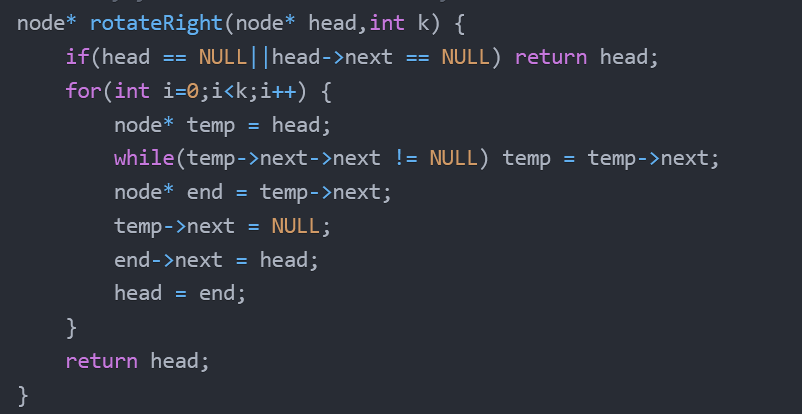 node* rotateRight(node* head,int k) {
    if(head == NULL||head->next == NULL) return head;
    for(int i=0;i<k;i++) {
        node* temp = head;
        while(temp->next->next != NULL) temp = temp->next;
        node* end = temp->next;
        temp->next = NULL;
        end->next = head;
        head = end;
    }
    return head;
}